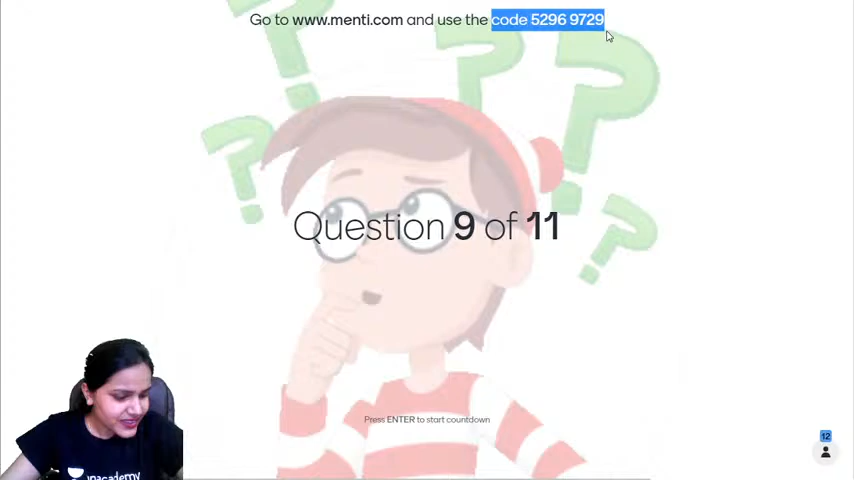 Go to www.menti.com and use the code 5296 9729
Question 9 of 11
Press ENTER to start countdown
12
unacademy